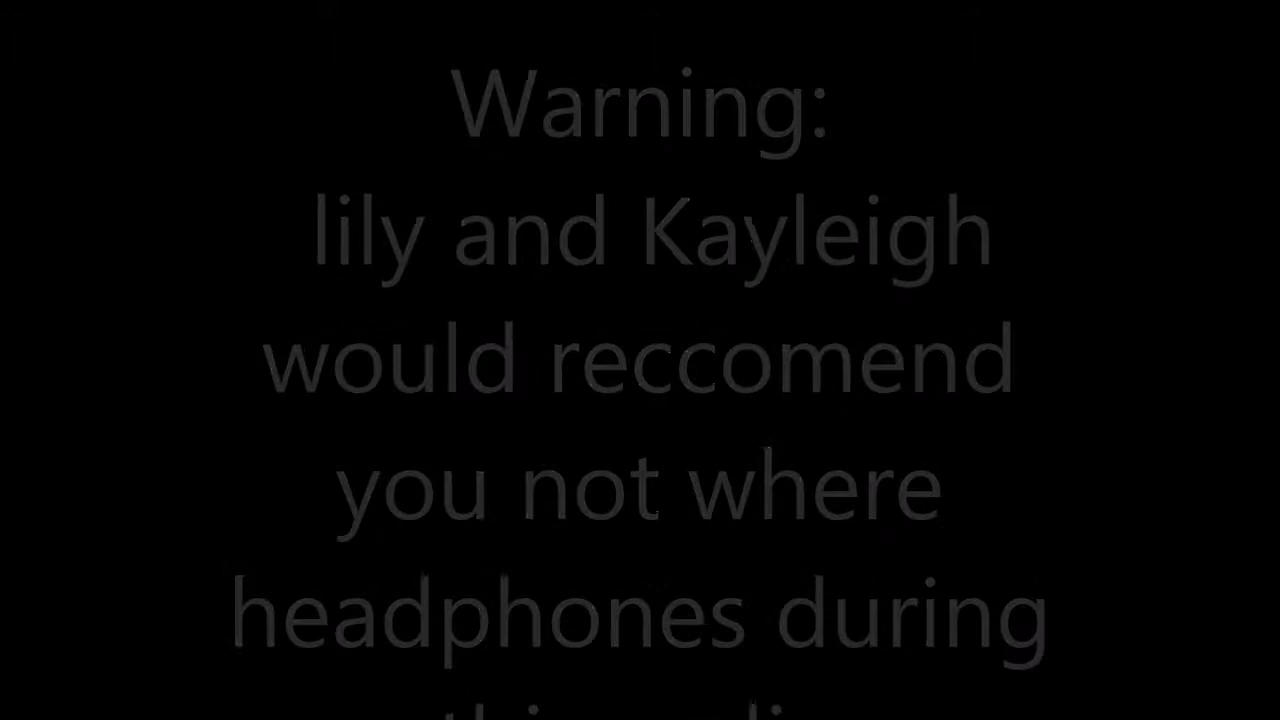 Warning:
lily and Kayleigh
would reccomend
you not where
headphones during